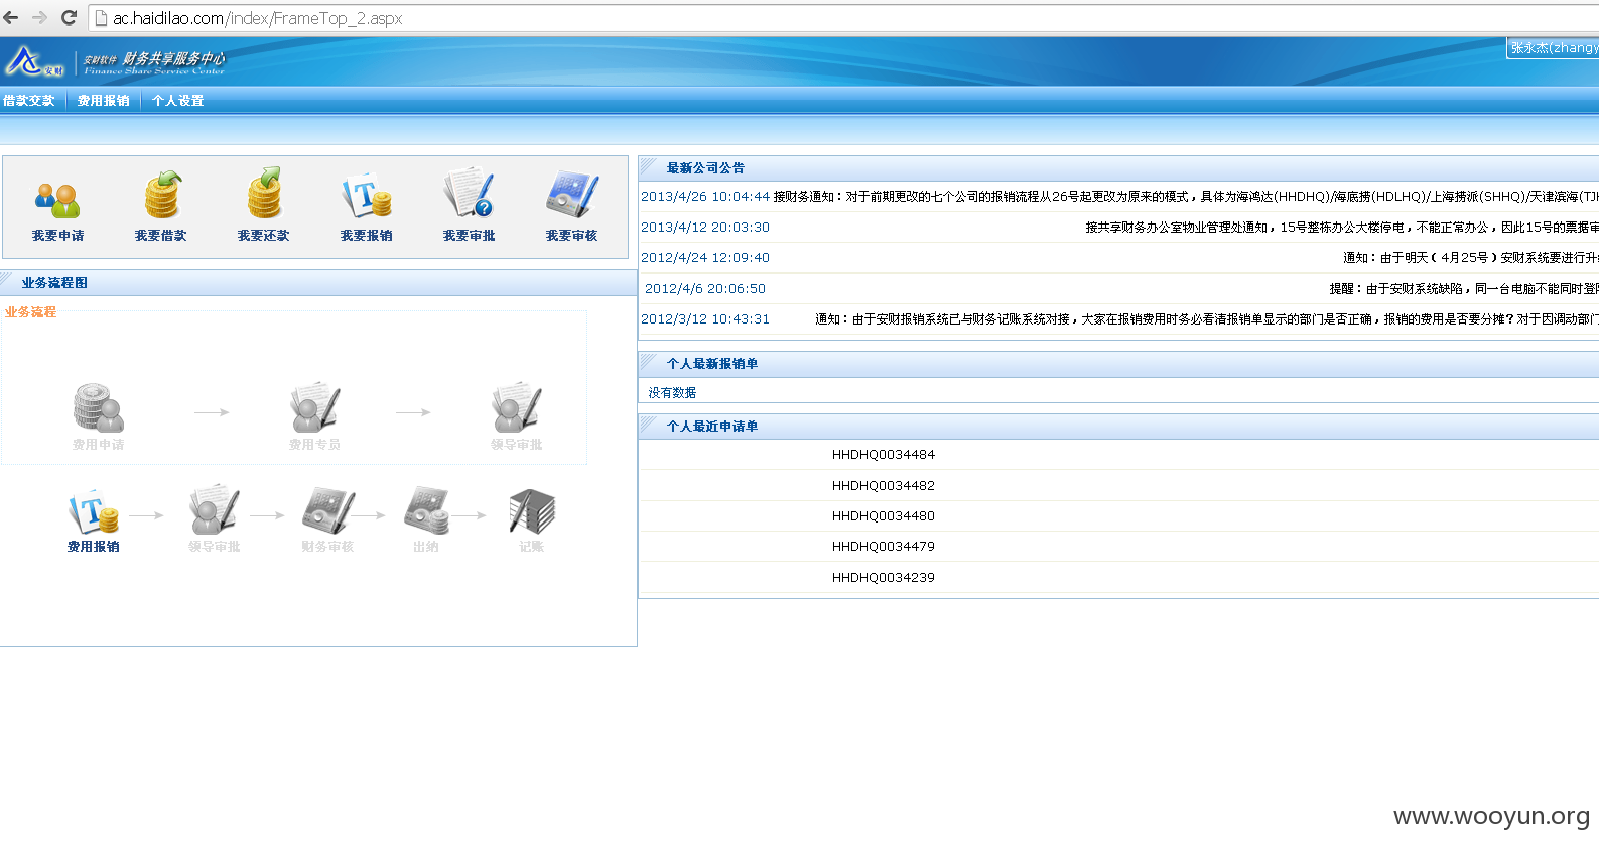 ac.haidilao.com/index/FrameTop_2.aspx
安财
安财软件 财务共享服务中心
Finance Share Service Center
张永杰(zhangy
借款交款 费用报销 个人设置
我要申请 我要借款 我要还款 我要报销 我要审批 我要审核
业务流程图
业务流程
费用申请 费用专员 领导审批
费用报销 领导审批 财务审核 出纳 记账
最新公司公告
2013/4/26 10:04:44 接财务通知：对于前期更改的七个公司的报销流程从26号起更改为原来的模式，具体为海鸿达(HHDHQ)/海底捞(HDLHQ)/上海捞派(SHHQ)/天津滨海(TJH
2013/4/12 20:03:30 接共享财务办公室物业管理处通知，15号整栋办公大楼停电，不能正常办公，因此15号的票据审
2012/4/24 12:09:40 通知：由于明天（4月25号）安财系统要进行升级
2012/4/6 20:06:50 提醒：由于安财系统缺陷，同一台电脑不能同时登陆
2012/3/12 10:43:31 通知：由于安财报销系统已与财务记账系统对接，大家在报销费用时务必看清报销单显示的部门是否正确，报销的费用是否要分摊？对于因调动部门
个人最新报销单
没有数据
个人最近申请单
HHDHQ0034484
HHDHQ0034482
HHDHQ0034480
HHDHQ0034479
HHDHQ0034239
www.wooyun.org